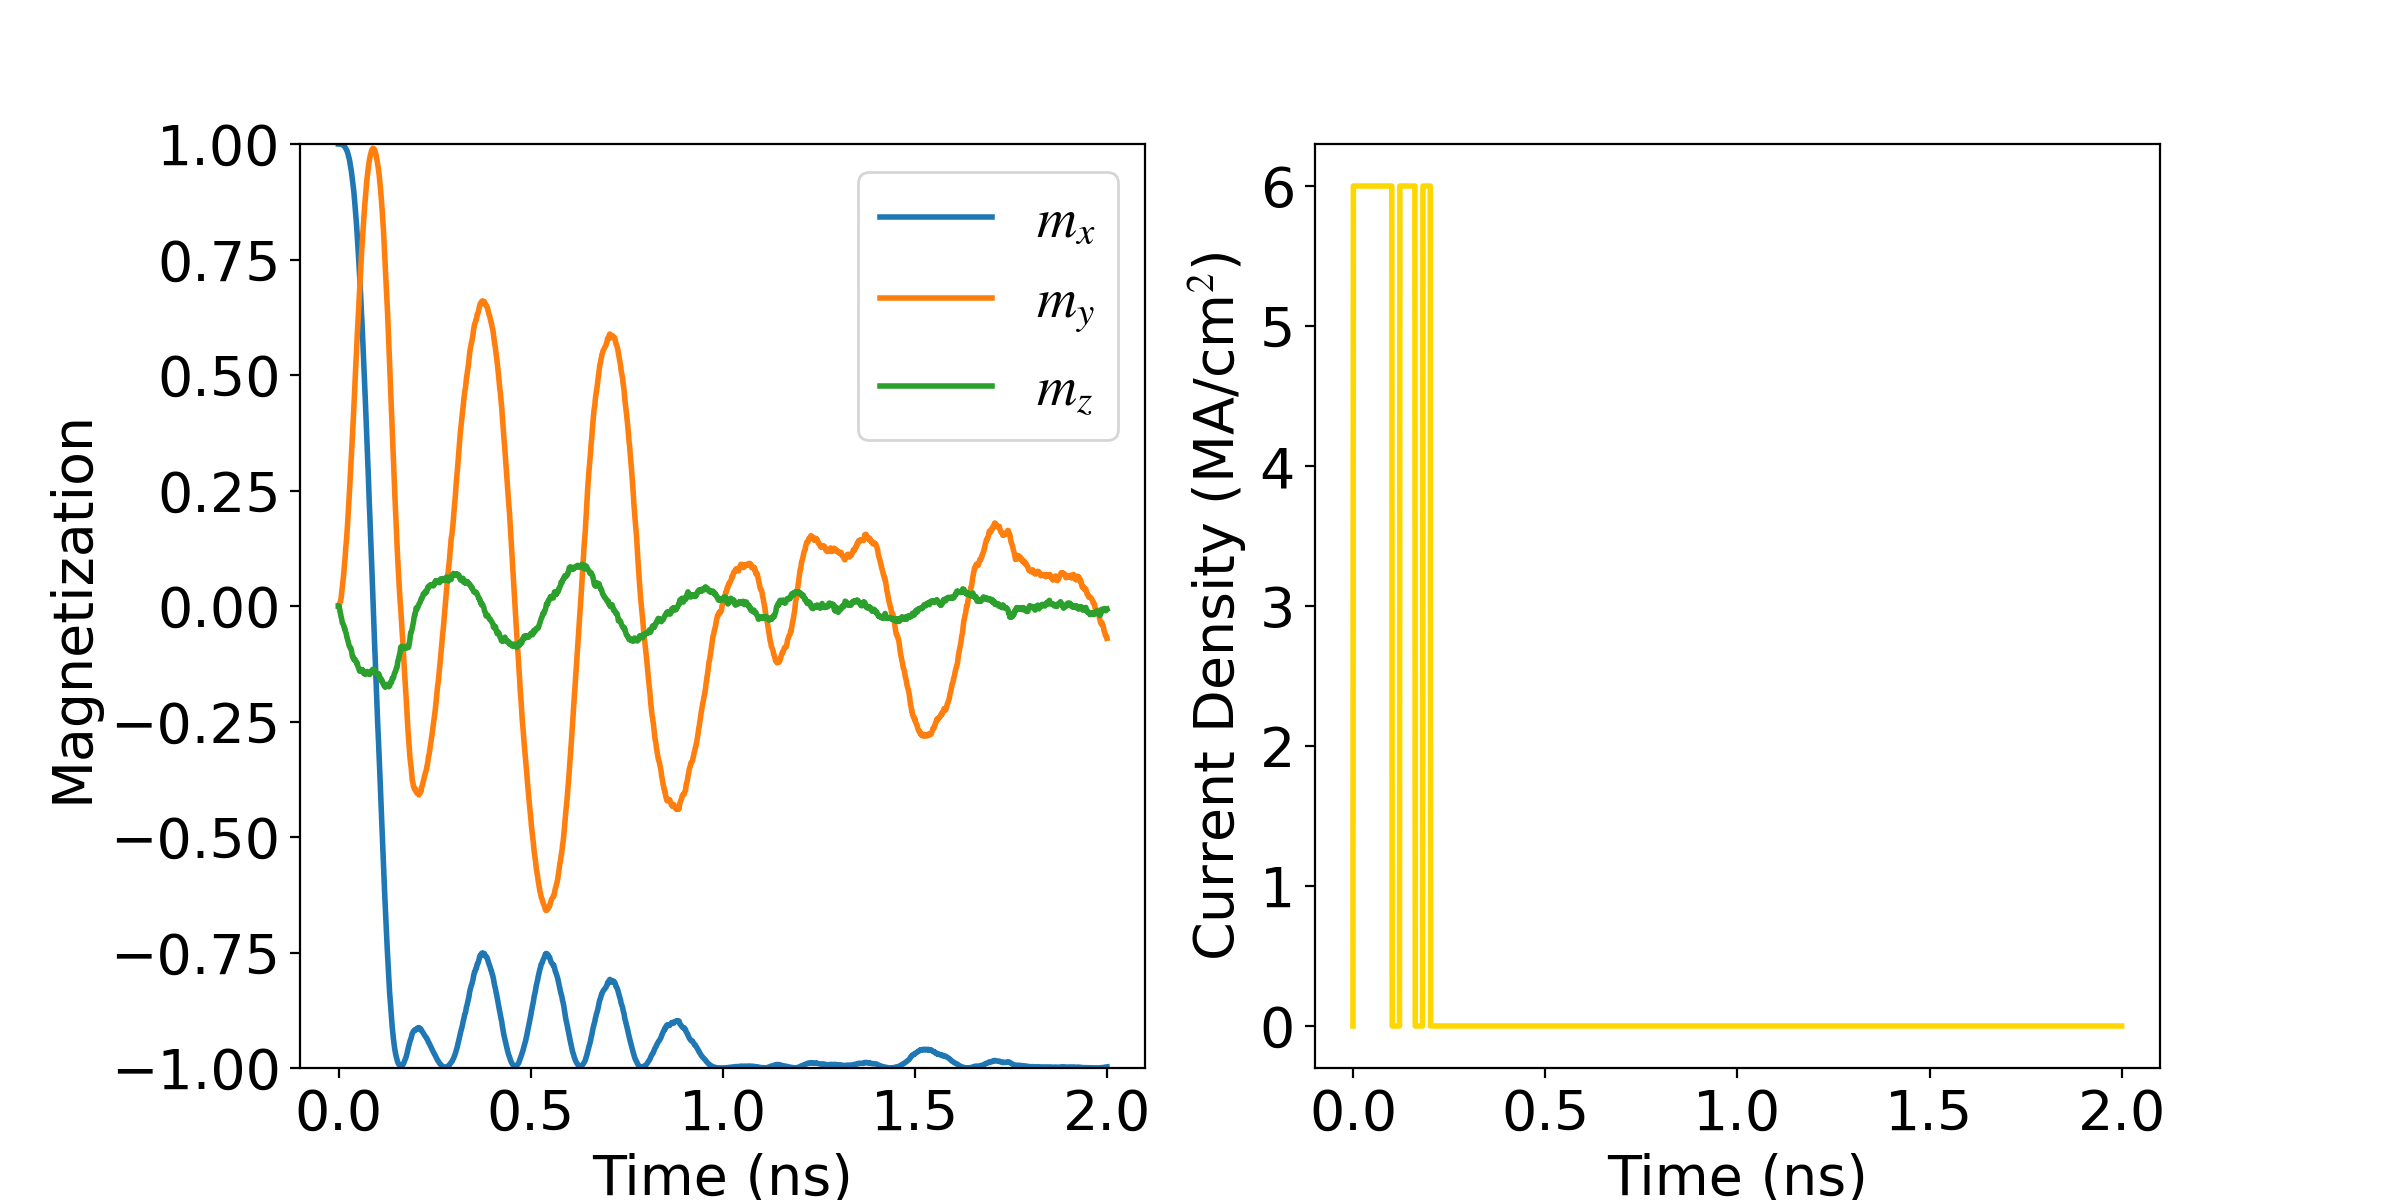 1.00
0.75
0.50
0.25
0.00
−0.25
−0.50
−0.75
−1.00
Magnetization
0.0 0.5 1.0 1.5 2.0
Time (ns)
m_x
m_y
m_z
6
5
4
3
2
1
0
Current Density (MA/cm²)
0.0 0.5 1.0 1.5 2.0
Time (ns)